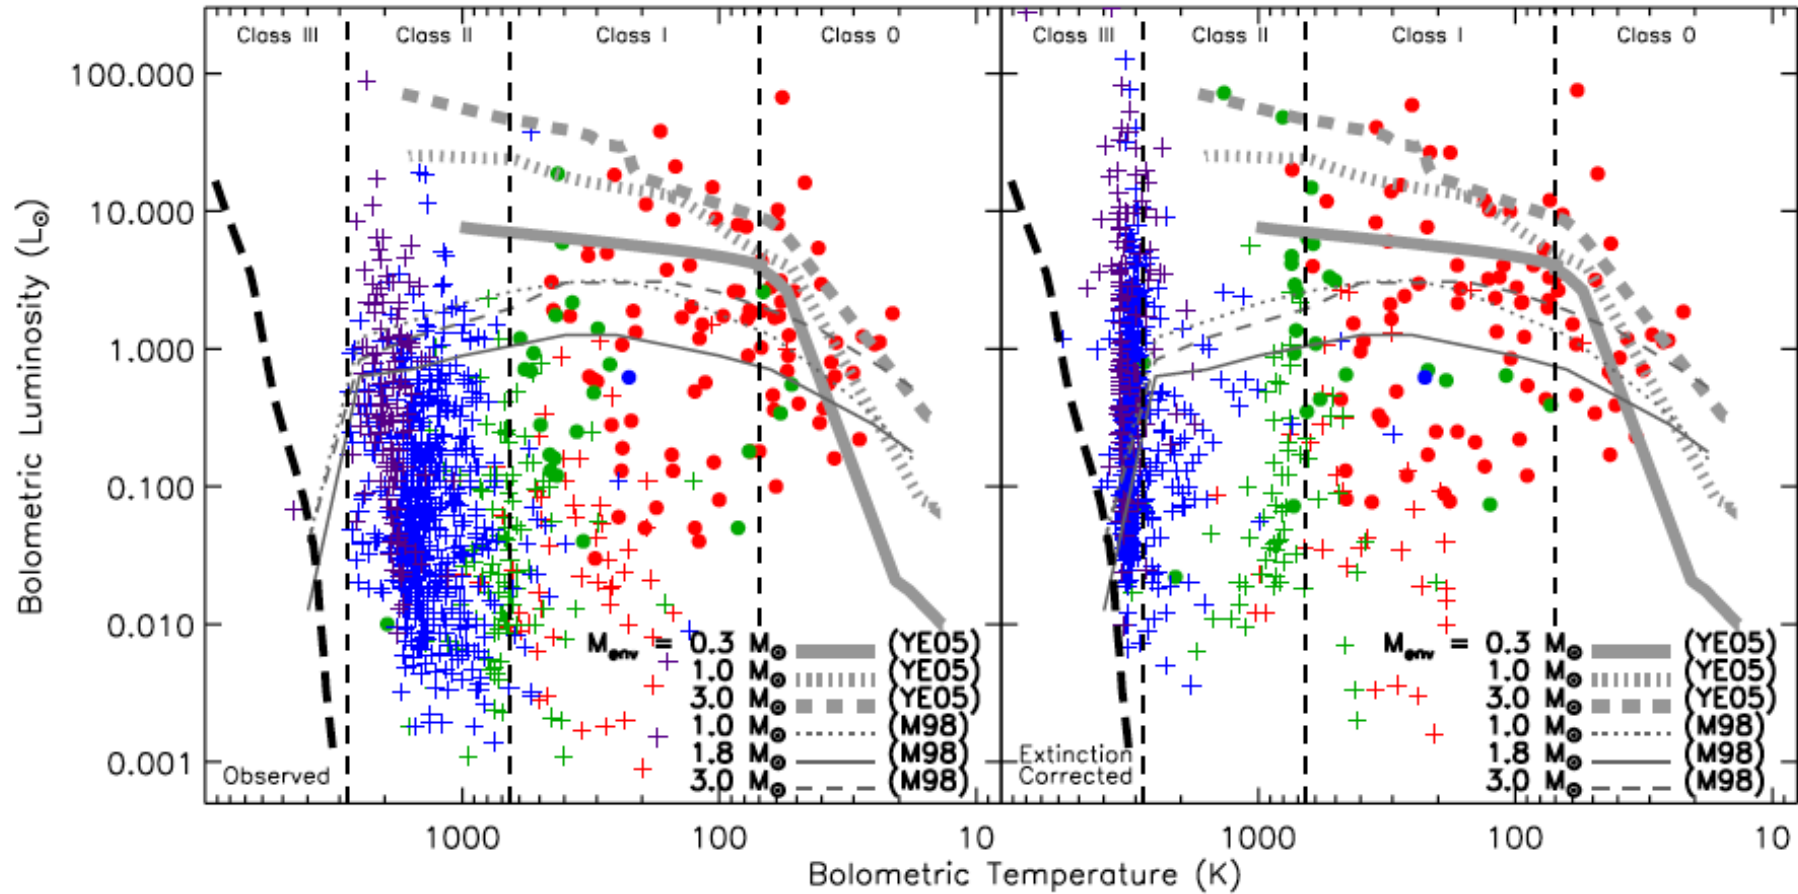 Class III Class II Class I Class 0 Class III Class II Class I Class 0
100.000
10.000
1.000
0.100
0.010
0.001
Bolometric Luminosity (L⊙)
Menv = 0.3 M⊙ (YE05)
1.0 M⊙ (YE05)
3.0 M⊙ (YE05)
1.0 M⊙ (M98)
1.8 M⊙ (M98)
3.0 M⊙ (M98)
Observed
Menv = 0.3 M⊙ (YE05)
1.0 M⊙ (YE05)
3.0 M⊙ (YE05)
1.0 M⊙ (M98)
1.8 M⊙ (M98)
3.0 M⊙ (M98)
Extinction
Corrected
1000 100 10 1000 100 10
Bolometric Temperature (K)